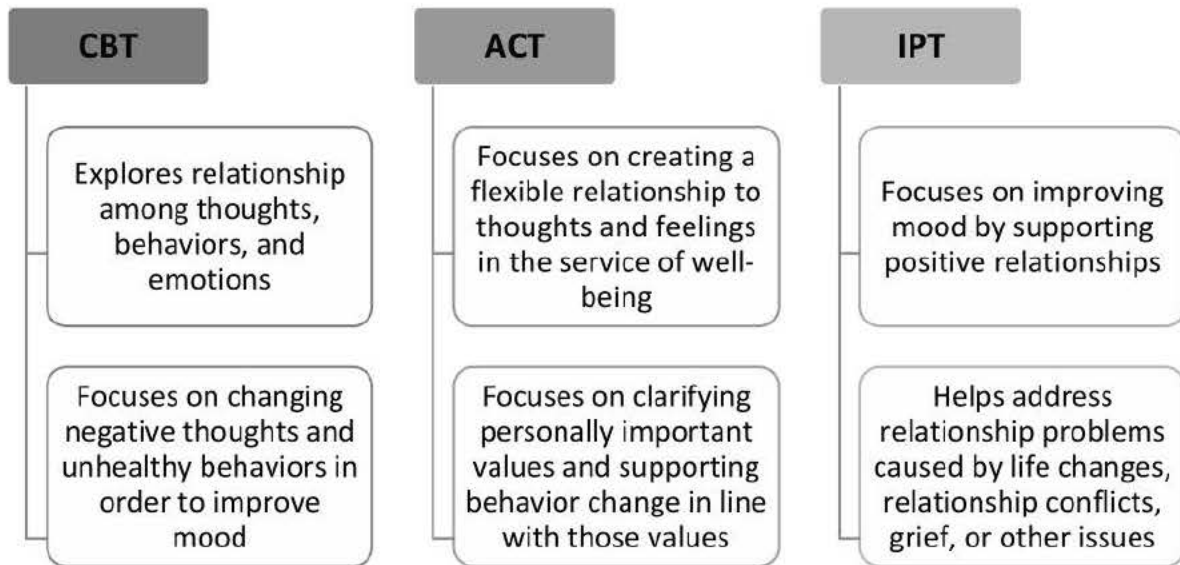 CBT
Explores relationship
among thoughts,
behaviors, and
emotions
Focuses on changing
negative thoughts and
unhealthy behaviors in
order to improve
mood
ACT
Focuses on creating a
flexible relationship to
thoughts and feelings
in the service of well-
being
Focuses on clarifying
personally important
values and supporting
behavior change in line
with those values
IPT
Focuses on improving
mood by supporting
positive relationships
Helps address
relationship problems
caused by life changes,
relationship conflicts,
grief, or other issues